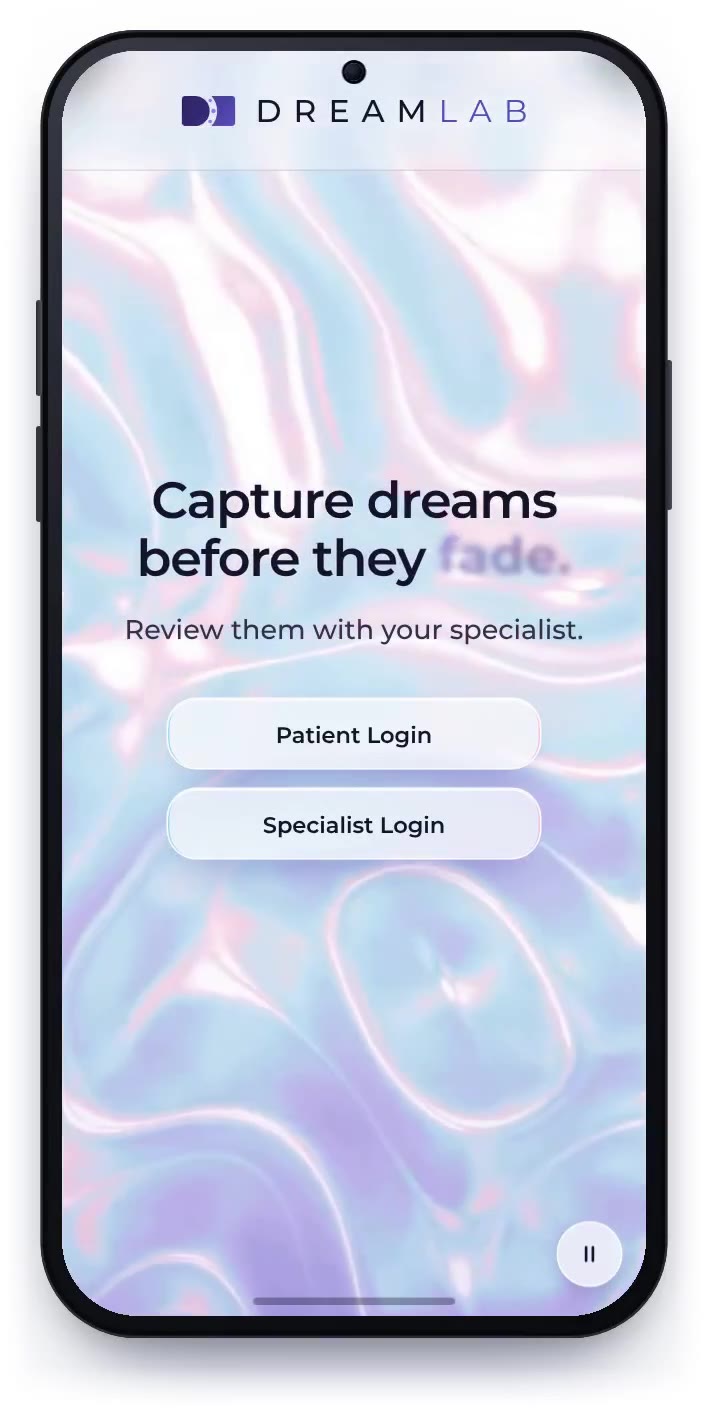 DREAMLAB
Capture dreams
before they fade.
Review them with your specialist.
Patient Login
Specialist Login